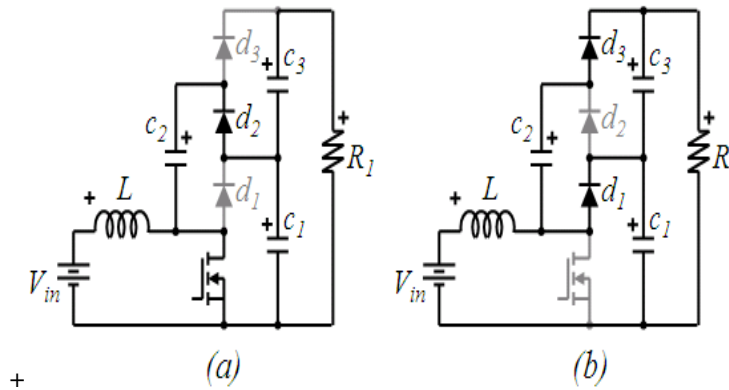 d3
+
c3
+
c2
+
d2
+
R1
+
L
d1
+
c1
Vin
(a)
d3
+
c3
+
c2
+
d2
R
+
L
d1
+
c1
Vin
(b)
+